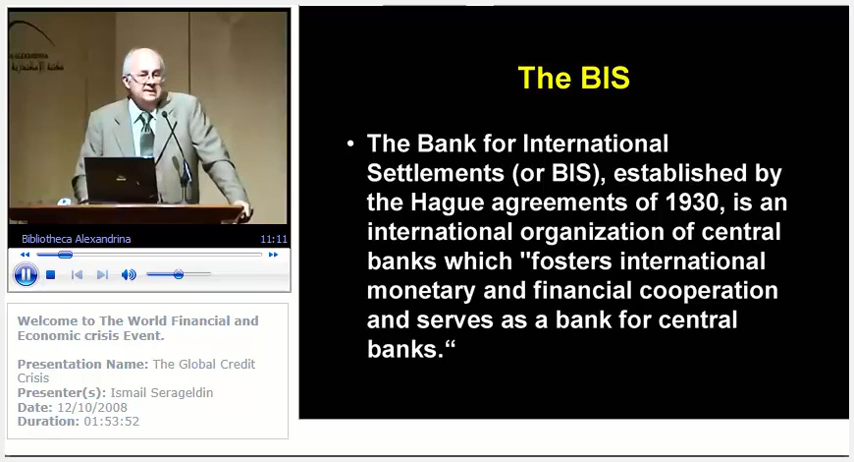 Bibliotheca Alexandrina
11:11
Welcome to The World Financial and
Economic crisis Event.
Presentation Name: The Global Credit
Crisis
Presenter(s): Ismail Serageldin
Date: 12/10/2008
Duration: 01:53:52
The BIS
• The Bank for International
Settlements (or BIS), established by
the Hague agreements of 1930, is an
international organization of central
banks which "fosters international
monetary and financial cooperation
and serves as a bank for central
banks.“